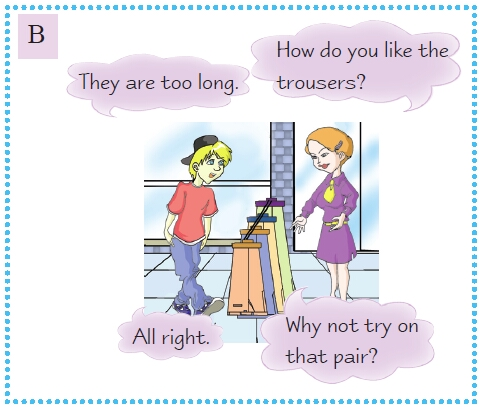 B
How do you like the
trousers?
They are too long.
Why not try on
that pair?
All right.